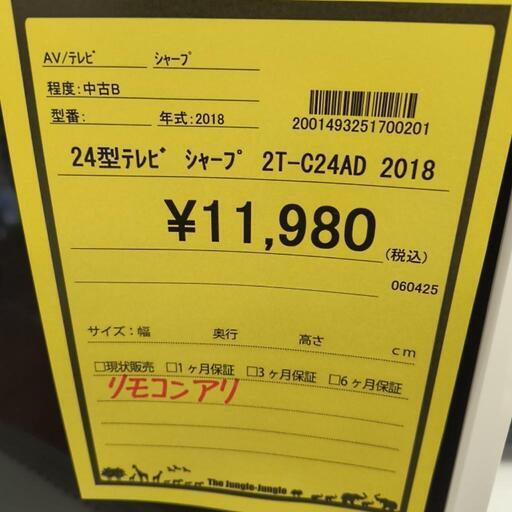 AV/ﾃﾚﾋﾞ ｼｬｰﾌﾟ
程度:中古B
型番: 年式:2018
2001493251700201
24型ﾃﾚﾋﾞ ｼｬｰﾌﾟ 2T-C24AD 2018
¥11,980(税込)
060425
サイズ:幅 奥行 高さ cm
□現状販売 □1ヶ月保証 □3ヶ月保証 □6ヶ月保証
リモコンアリ
The Jungle-Jungle